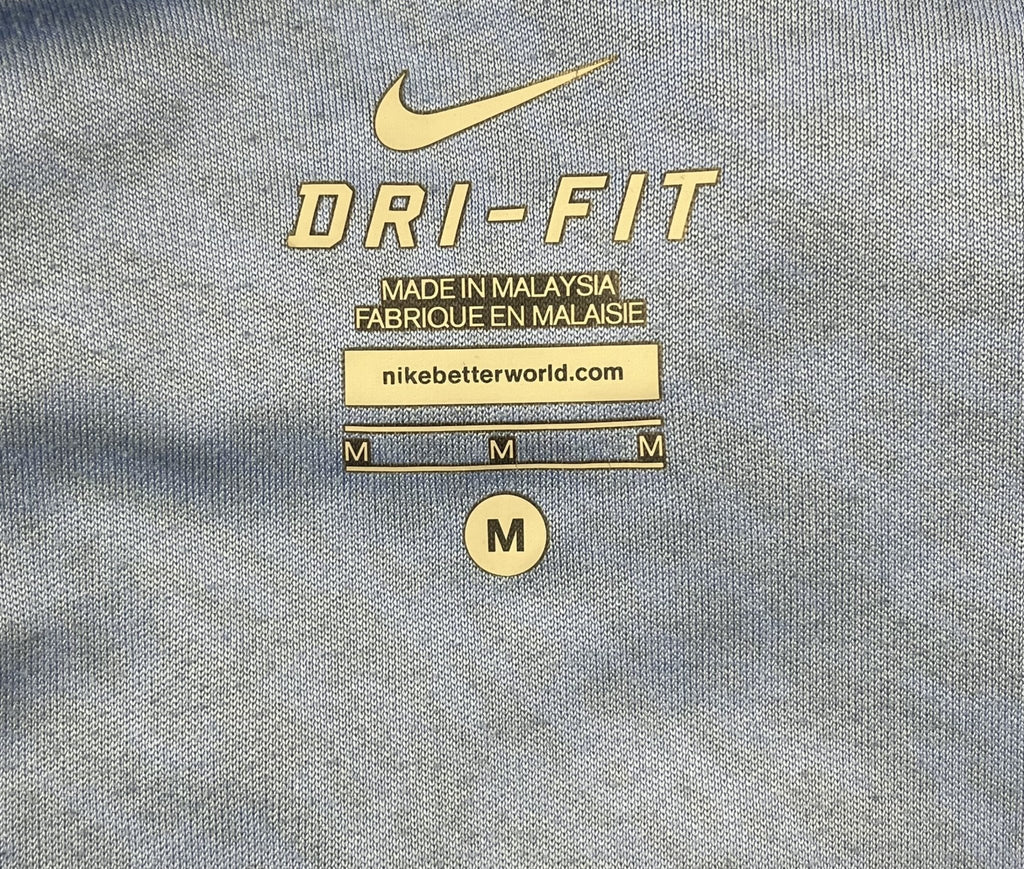 DRI-FIT
MADE IN MALAYSIA
FABRIQUE EN MALAISIE
nikebetterworld.com
M M M
M